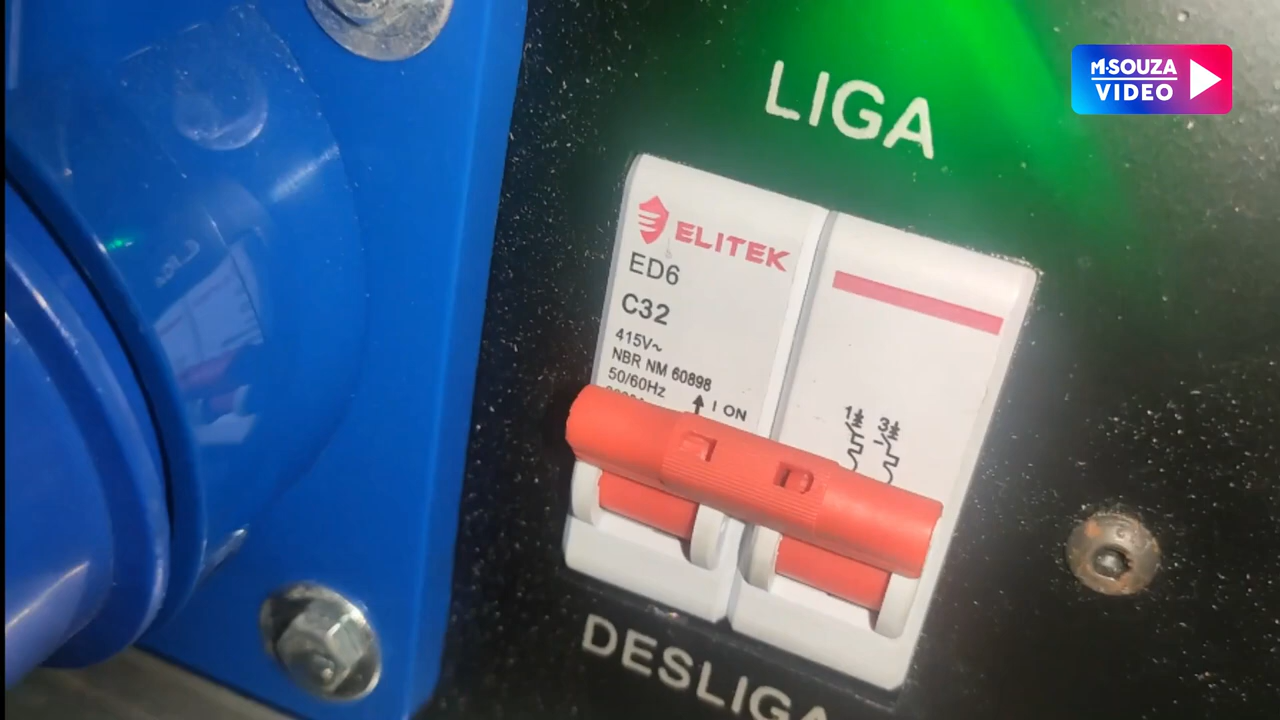 M·SOUZA
VIDEO
LIGA
ELITEK
ED6
C32
415V~
NBR NM 60898
50/60Hz
I ON
1 3
DESLIGA